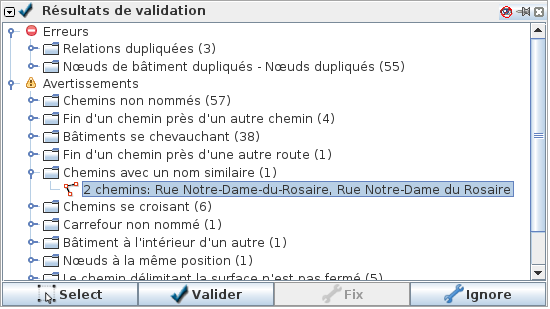 Résultats de validation
Erreurs
Relations dupliquées (3)
Nœuds de bâtiment dupliqués - Nœuds dupliqués (55)
Avertissements
Chemins non nommés (57)
Fin d'un chemin près d'un autre chemin (4)
Bâtiments se chevauchant (38)
Fin d'un chemin près d'une autre route (1)
Chemins avec un nom similaire (1)
2 chemins: Rue Notre-Dame-du-Rosaire, Rue Notre-Dame du Rosaire
Chemins se croisant (6)
Carrefour non nommé (1)
Bâtiment à l'intérieur d'un autre (1)
Nœuds à la même position (1)
Le chemin délimitant la surface n'est pas fermé (5)
Select Valider Fix Ignore